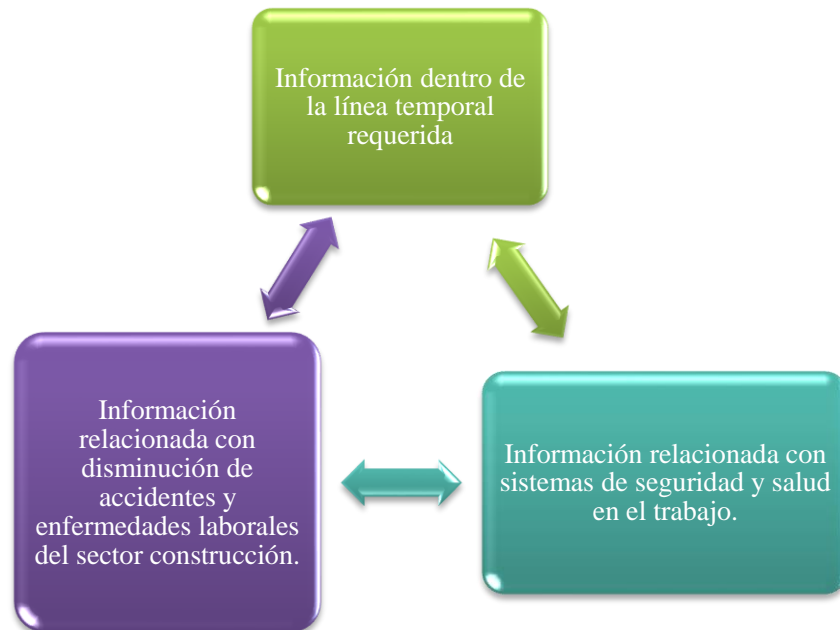 Información dentro de
la línea temporal
requerida
Información
relacionada con
disminución de
accidentes y
enfermedades laborales
del sector construcción.
Información relacionada con
sistemas de seguridad y salud
en el trabajo.